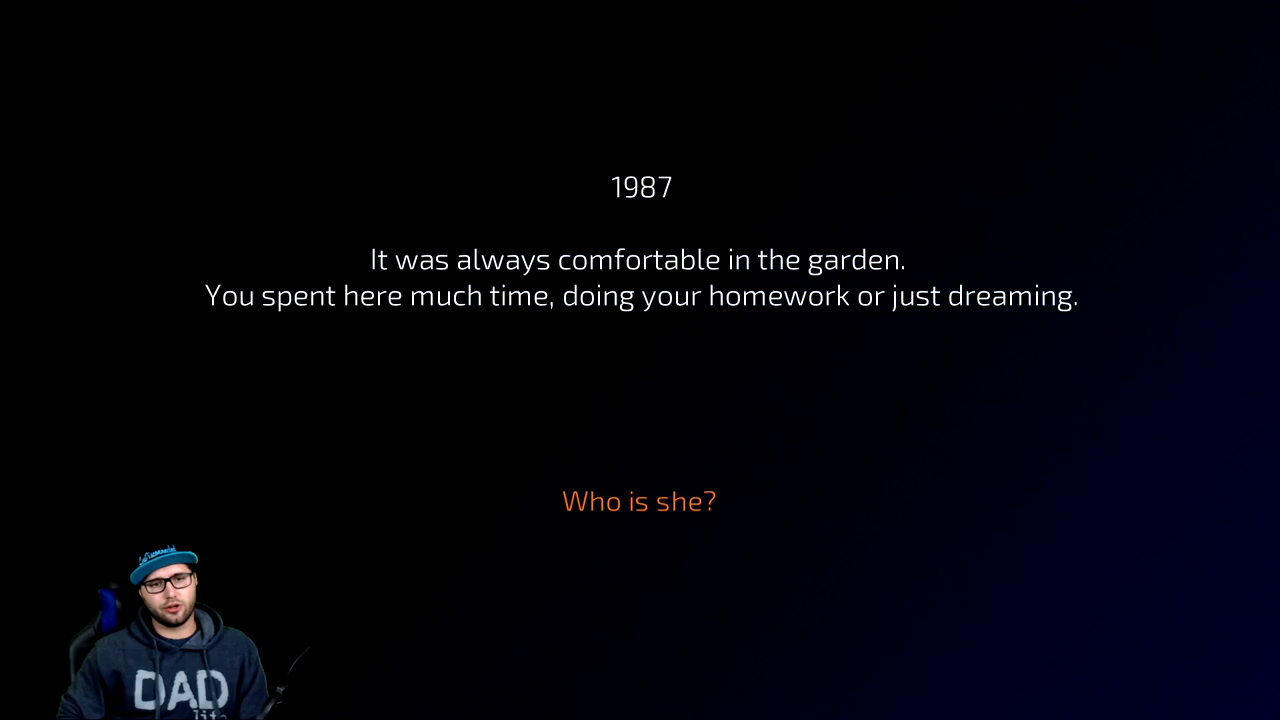 1987
It was always comfortable in the garden.
You spent here much time, doing your homework or just dreaming.
Who is she?
DAD
life